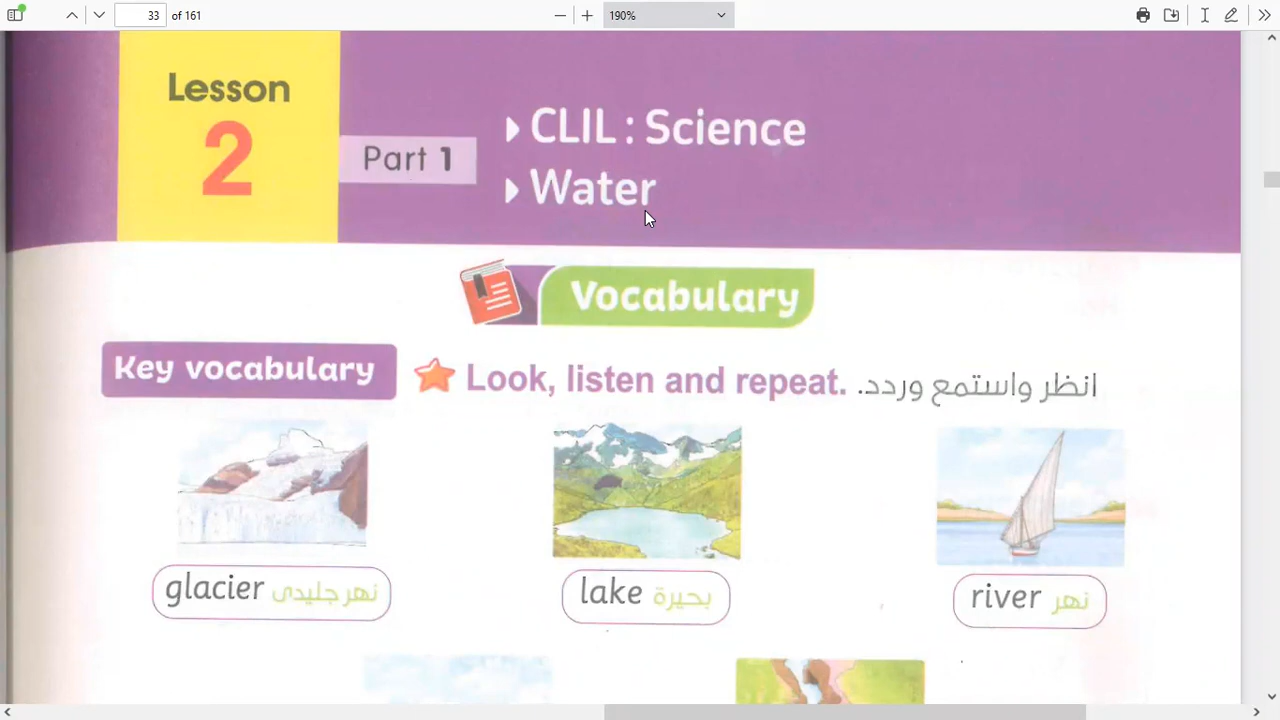 33 of 161
190%
Lesson
2
Part 1
CLIL : Science
Water
Vocabulary
Key vocabulary
Look, listen and repeat. انظر واستمع وردد.
glacier نهر جليدى
lake بحيرة
river نهر